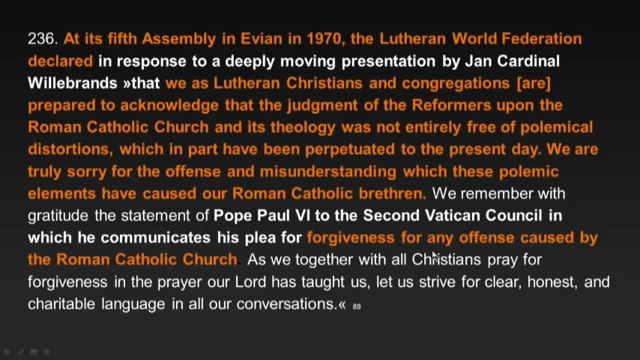 236. At its fifth Assembly in Evian in 1970, the Lutheran World Federation
declared in response to a deeply moving presentation by Jan Cardinal
Willebrands »that we as Lutheran Christians and congregations [are]
prepared to acknowledge that the judgment of the Reformers upon the
Roman Catholic Church and its theology was not entirely free of polemical
distortions, which in part have been perpetuated to the present day. We are
truly sorry for the offense and misunderstanding which these polemic
elements have caused our Roman Catholic brethren. We remember with
gratitude the statement of Pope Paul VI to the Second Vatican Council in
which he communicates his plea for forgiveness for any offense caused by
the Roman Catholic Church. As we together with all Christians pray for
forgiveness in the prayer our Lord has taught us, let us strive for clear, honest, and
charitable language in all our conversations.« 89